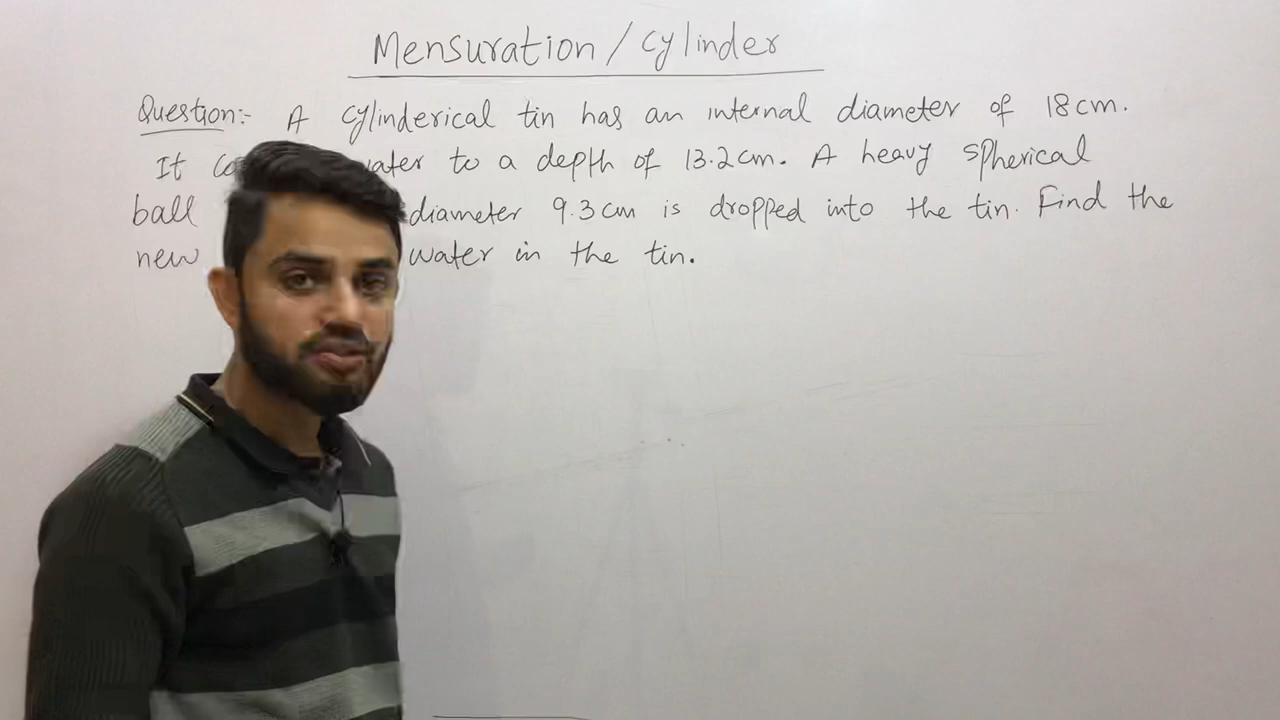 Mensuration / Cylinder
Question:- A cylinderical tin has an internal diameter of 18cm.
It water to a depth of 13.2cm. A heavy spherical
ball diameter 9.3cm is dropped into the tin. Find the
new water in the tin.